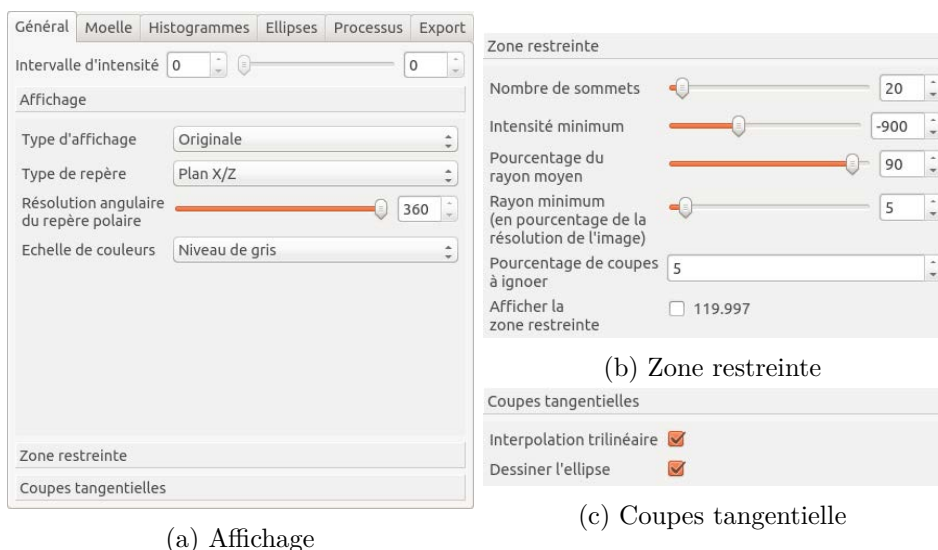 Général Moelle Histogrammes Ellipses Processus Export
Intervalle d'intensité 0 0
Affichage
Type d'affichage Originale
Type de repère Plan X/Z
Résolution angulaire
du repère polaire 360
Echelle de couleurs Niveau de gris
Zone restreinte
Coupes tangentielles
(a) Affichage
Zone restreinte
Nombre de sommets 20
Intensité minimum -900
Pourcentage du
rayon moyen 90
Rayon minimum
(en pourcentage de la
résolution de l'image) 5
Pourcentage de coupes
à ignoer 5
Afficher la
zone restreinte 119.997
(b) Zone restreinte
Coupes tangentielles
Interpolation trilinéaire
Dessiner l'ellipse
(c) Coupes tangentielle